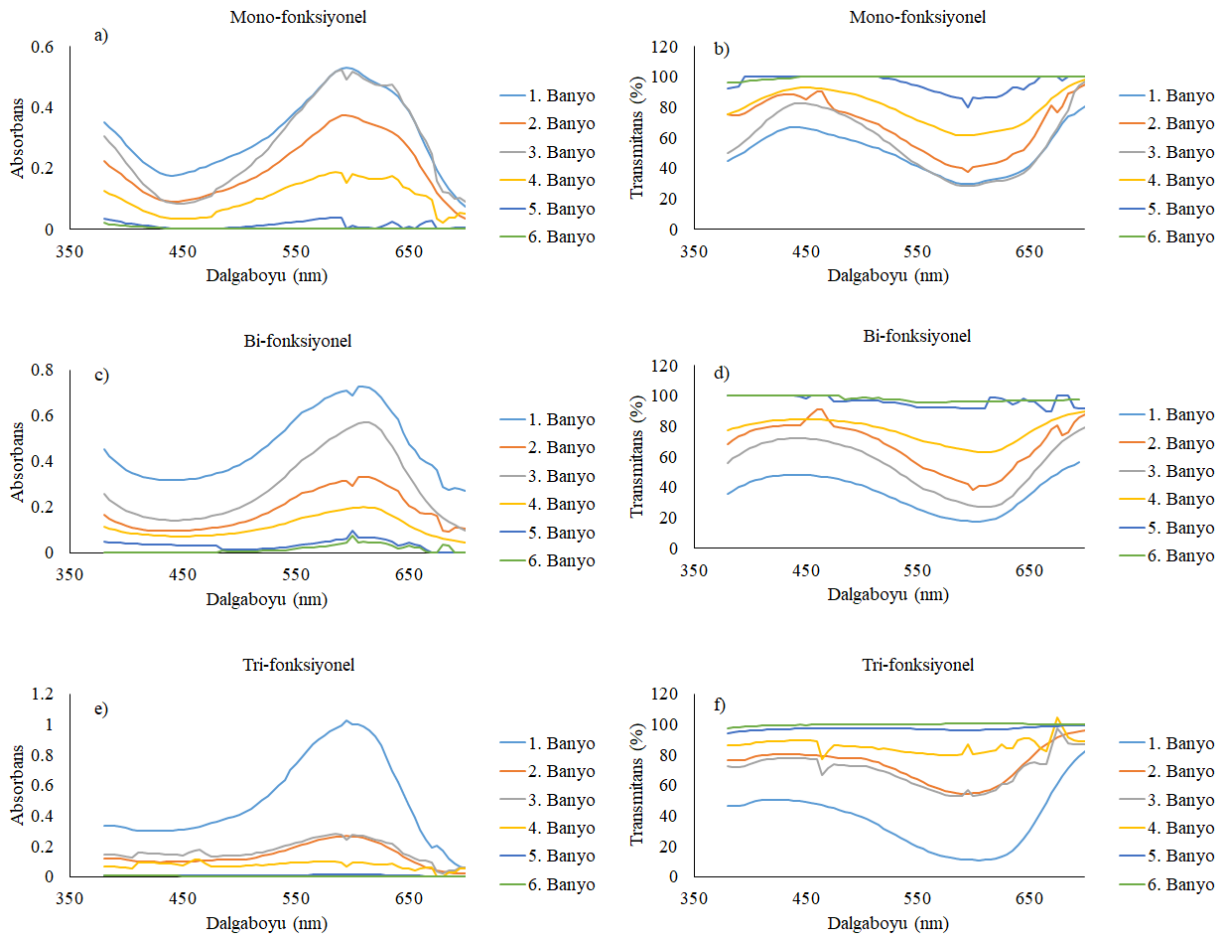 Mono-fonksiyonel
a)
0.6
0.4
0.2
0
Absorbans
350 450 550 650
Dalgaboyu (nm)
1. Banyo
2. Banyo
3. Banyo
4. Banyo
5. Banyo
6. Banyo
Mono-fonksiyonel
b)
120
100
80
60
40
20
0
Transmitans (%)
350 450 550 650
Dalgaboyu (nm)
1. Banyo
2. Banyo
3. Banyo
4. Banyo
5. Banyo
6. Banyo
Bi-fonksiyonel
c)
0.8
0.6
0.4
0.2
0
Absorbans
350 450 550 650
Dalgaboyu (nm)
1. Banyo
2. Banyo
3. Banyo
4. Banyo
5. Banyo
6. Banyo
Bi-fonksiyonel
d)
120
100
80
60
40
20
0
Transmitans (%)
350 450 550 650
Dalgaboyu (nm)
1. Banyo
2. Banyo
3. Banyo
4. Banyo
5. Banyo
6. Banyo
Tri-fonksiyonel
e)
1.2
1
0.8
0.6
0.4
0.2
0
Absorbans
350 450 550 650
Dalgaboyu (nm)
1. Banyo
2. Banyo
3. Banyo
4. Banyo
5. Banyo
6. Banyo
Tri-fonksiyonel
f)
120
100
80
60
40
20
0
Transmitans (%)
350 450 550 650
Dalgaboyu (nm)
1. Banyo
2. Banyo
3. Banyo
4. Banyo
5. Banyo
6. Banyo